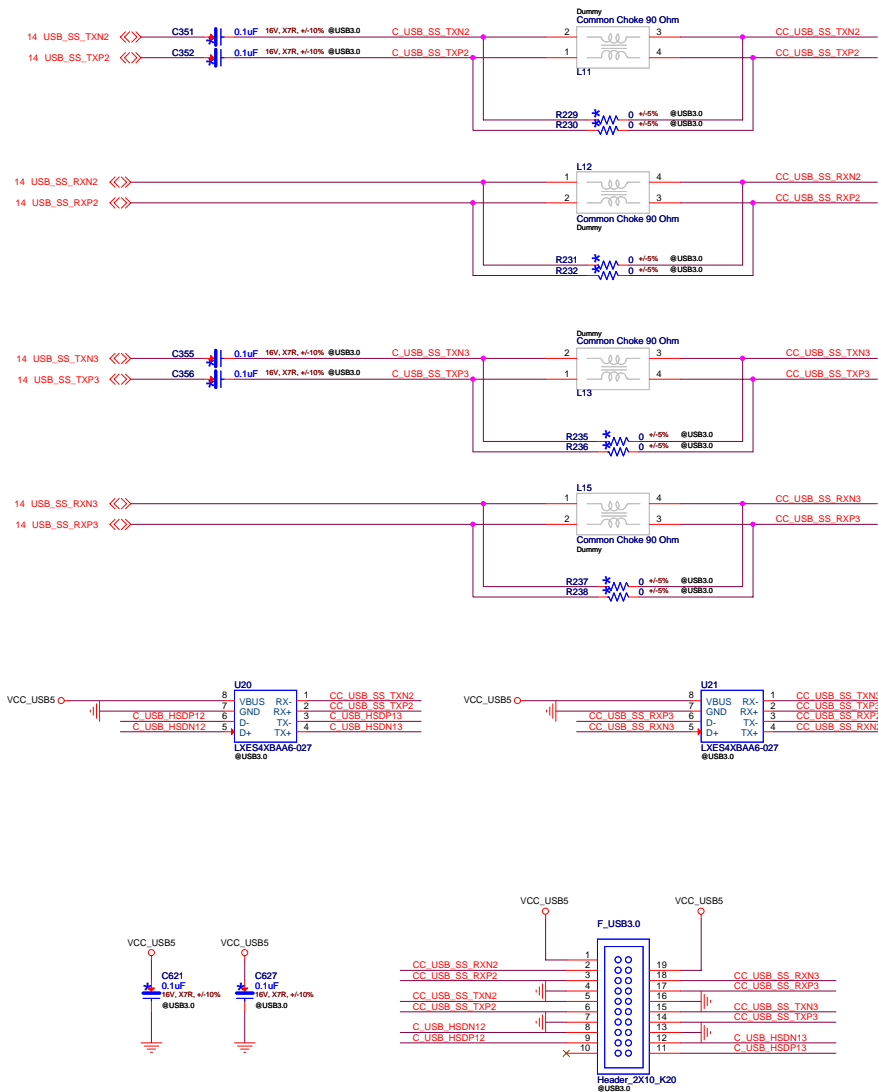 Dummy
Common Choke 90 Ohm
14 USB_SS_TXN2 C351 0.1uF 16V, X7R, +/-10% @USB3.0 C_USB_SS_TXN2 2 3 CC_USB_SS_TXN2
14 USB_SS_TXP2 C352 0.1uF 16V, X7R, +/-10% @USB3.0 C_USB_SS_TXP2 1 4 CC_USB_SS_TXP2
L11
R229 * 0 +/-5% @USB3.0
R230 * 0 +/-5% @USB3.0
L12
14 USB_SS_RXN2 1 4 CC_USB_SS_RXN2
14 USB_SS_RXP2 2 3 CC_USB_SS_RXP2
Common Choke 90 Ohm
Dummy
R231 * 0 +/-5% @USB3.0
R232 * 0 +/-5% @USB3.0
Dummy
Common Choke 90 Ohm
14 USB_SS_TXN3 C355 0.1uF 16V, X7R, +/-10% @USB3.0 C_USB_SS_TXN3 2 3 CC_USB_SS_TXN3
14 USB_SS_TXP3 C356 0.1uF 16V, X7R, +/-10% @USB3.0 C_USB_SS_TXP3 1 4 CC_USB_SS_TXP3
L13
R235 * 0 +/-5% @USB3.0
R236 * 0 +/-5% @USB3.0
L15
14 USB_SS_RXN3 1 4 CC_USB_SS_RXN3
14 USB_SS_RXP3 2 3 CC_USB_SS_RXP3
Common Choke 90 Ohm
Dummy
R237 * 0 +/-5% @USB3.0
R238 * 0 +/-5% @USB3.0
U20
VCC_USB5 8 VBUS RX- 1 CC_USB_SS_TXN2
7 GND RX+ 2 CC_USB_SS_TXP2
C_USB_HSDP12 6 D- TX- 3 C_USB_HSDP13
C_USB_HSDN12 5 D+ TX+ 4 C_USB_HSDN13
LXES4XBAA6-027
@USB3.0
U21
VCC_USB5 8 VBUS RX- 1 CC_USB_SS_TXN3
7 GND RX+ 2 CC_USB_SS_TXP3
CC_USB_SS_RXP3 6 D- TX- 3 CC_USB_SS_RXP2
CC_USB_SS_RXN3 5 D+ TX+ 4 CC_USB_SS_RXN2
LXES4XBAA6-027
@USB3.0
VCC_USB5
C621
0.1uF
16V, X7R, +/-10%
@USB3.0
VCC_USB5
C627
0.1uF
16V, X7R, +/-10%
@USB3.0
VCC_USB5 VCC_USB5
F_USB3.0
1
CC_USB_SS_RXN2 2 19
CC_USB_SS_RXP2 3 18 CC_USB_SS_RXN3
4 17 CC_USB_SS_RXP3
CC_USB_SS_TXN2 5 16
CC_USB_SS_TXP2 6 15 CC_USB_SS_TXN3
7 14 CC_USB_SS_TXP3
C_USB_HSDN12 8 13
C_USB_HSDP12 9 12 C_USB_HSDN13
10 11 C_USB_HSDP13
Header_2X10_K20
@USB3.0